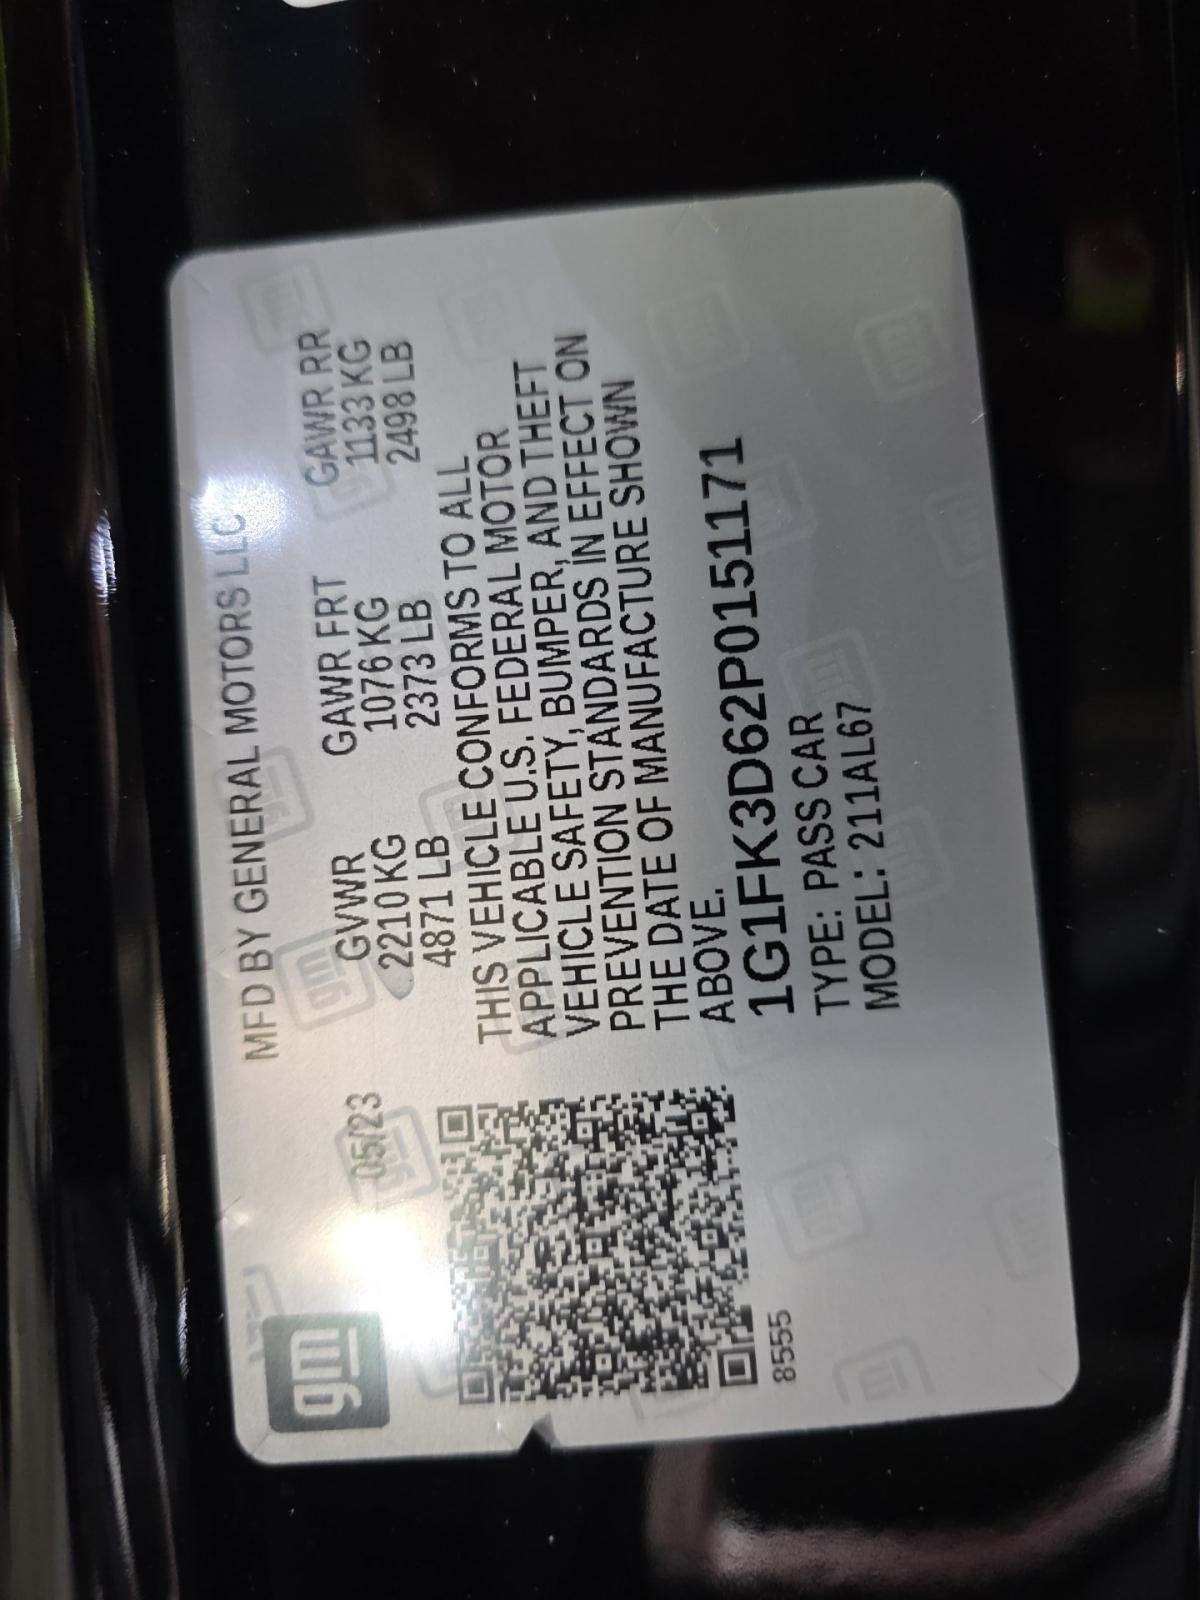 gm
MFD BY GENERAL MOTORS LLC
05/23
GVWR GAWR FRT GAWR RR
2210 KG 1076 KG 1133 KG
4871 LB 2373 LB 2498 LB
THIS VEHICLE CONFORMS TO ALL
APPLICABLE U.S. FEDERAL MOTOR
VEHICLE SAFETY, BUMPER, AND THEFT
PREVENTION STANDARDS IN EFFECT ON
THE DATE OF MANUFACTURE SHOWN
ABOVE.
1G1FK3D62P0151171
TYPE: PASS CAR
MODEL: 211AL67
8555